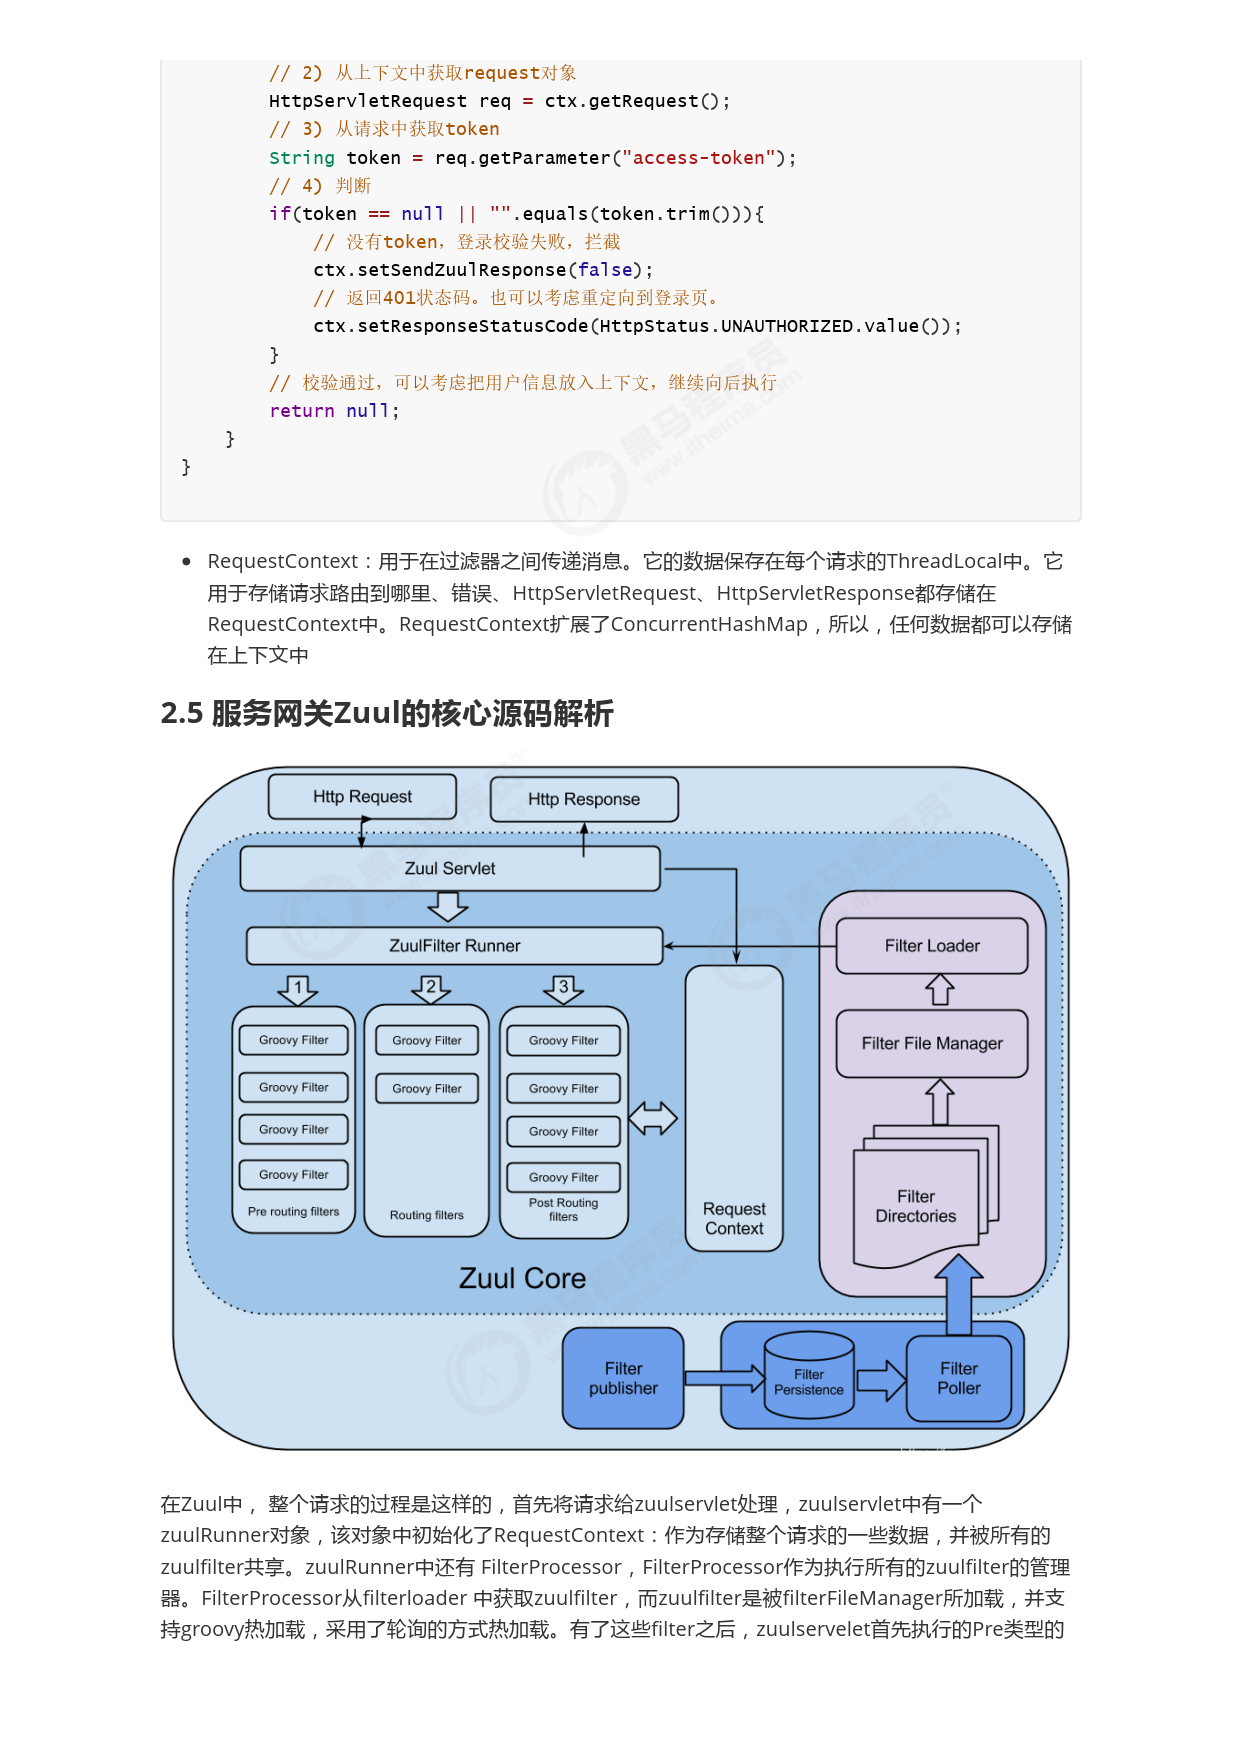 // 2) 从上下文中获取request对象
HttpServletRequest req = ctx.getRequest();
// 3) 从请求中获取token
String token = req.getParameter("access-token");
// 4) 判断
if(token == null || "".equals(token.trim())){
// 没有token，登录校验失败，拦截
ctx.setSendZuulResponse(false);
// 返回401状态码。也可以考虑重定向到登录页。
ctx.setResponseStatusCode(HttpStatus.UNAUTHORIZED.value());
}
// 校验通过，可以考虑把用户信息放入上下文，继续向后执行
return null;
}
}
黑马程序员
www.itheima.com
• RequestContext：用于在过滤器之间传递消息。它的数据保存在每个请求的ThreadLocal中。它
用于存储请求路由到哪里、错误、HttpServletRequest、HttpServletResponse都存储在
RequestContext中。RequestContext扩展了ConcurrentHashMap，所以，任何数据都可以存储
在上下文中
2.5 服务网关Zuul的核心源码解析
Http Request
Http Response
Zuul Servlet
ZuulFilter Runner
Filter Loader
1
2
3
Groovy Filter
Groovy Filter
Groovy Filter
Groovy Filter
Pre routing filters
Groovy Filter
Groovy Filter
Routing filters
Groovy Filter
Groovy Filter
Groovy Filter
Groovy Filter
Post Routing
filters
Request
Context
Filter File Manager
Filter
Directories
Zuul Core
Filter
publisher
Filter
Persistence
Filter
Poller
在Zuul中， 整个请求的过程是这样的，首先将请求给zuulservlet处理，zuulservlet中有一个
zuulRunner对象，该对象中初始化了RequestContext：作为存储整个请求的一些数据，并被所有的
zuulfilter共享。zuulRunner中还有 FilterProcessor，FilterProcessor作为执行所有的zuulfilter的管理
器。FilterProcessor从filterloader 中获取zuulfilter，而zuulfilter是被filterFileManager所加载，并支
持groovy热加载，采用了轮询的方式热加载。有了这些filter之后，zuulservelet首先执行的Pre类型的